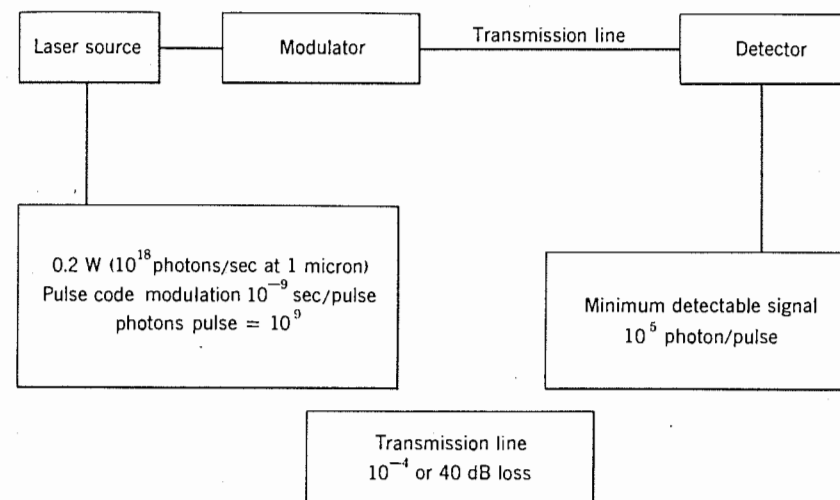 Laser source
Modulator
Transmission line
Detector
0.2 W (10^18 photons/sec at 1 micron)
Pulse code modulation 10^−9 sec/pulse
photons pulse = 10^9
Minimum detectable signal
10^5 photon/pulse
Transmission line
10^−4 or 40 dB loss